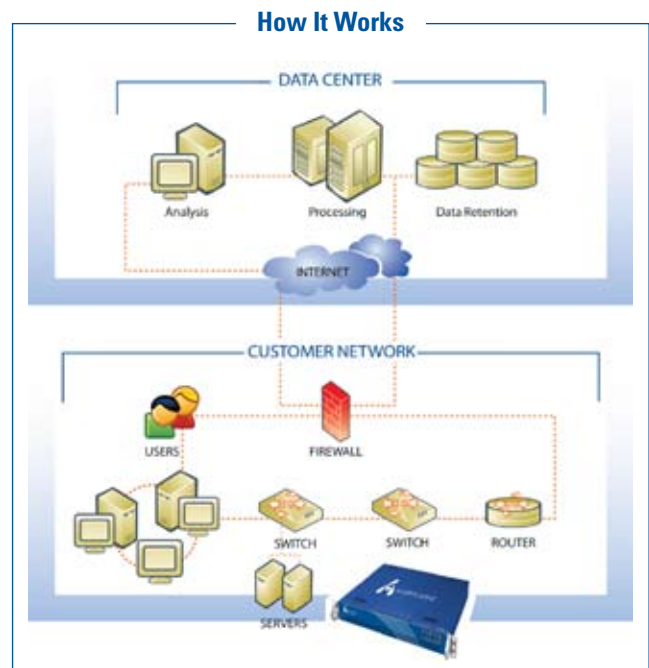 How It Works
DATA CENTER
Analysis
Processing
Data Retention
INTERNET
CUSTOMER NETWORK
USERS
FIREWALL
SWITCH
SWITCH
ROUTER
SERVERS